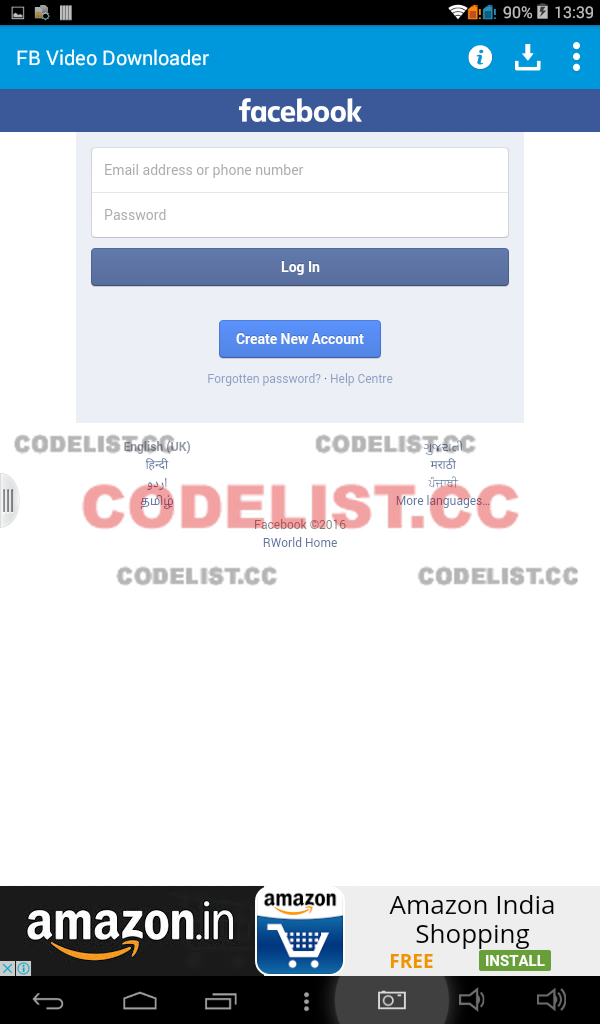 90% 13:39
FB Video Downloader
facebook
Email address or phone number
Password
Log In
Create New Account
Forgotten password? · Help Centre
CODELIST.CC CODELIST.CC
English (UK) ગુજરાતી
हिन्दी मराठी
اردو ਪੰਜਾਬੀ
தமிழ் More languages…
CODELIST.CC
Facebook ©2016
RWorld Home
CODELIST.CC CODELIST.CC
amazon.in
amazon
Amazon India
Shopping
FREE INSTALL